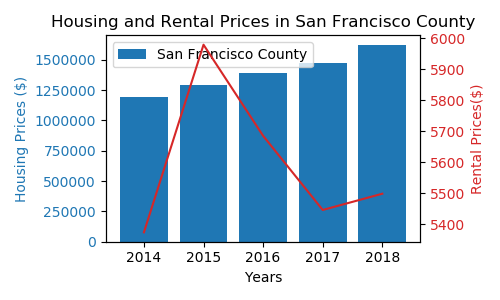 Housing and Rental Prices in San Francisco County
San Francisco County
Housing Prices ($)
1500000
1250000
1000000
750000
500000
250000
0
6000
5900
5800
5700
5600
5500
5400
Rental Prices($)
2014 2015 2016 2017 2018
Years